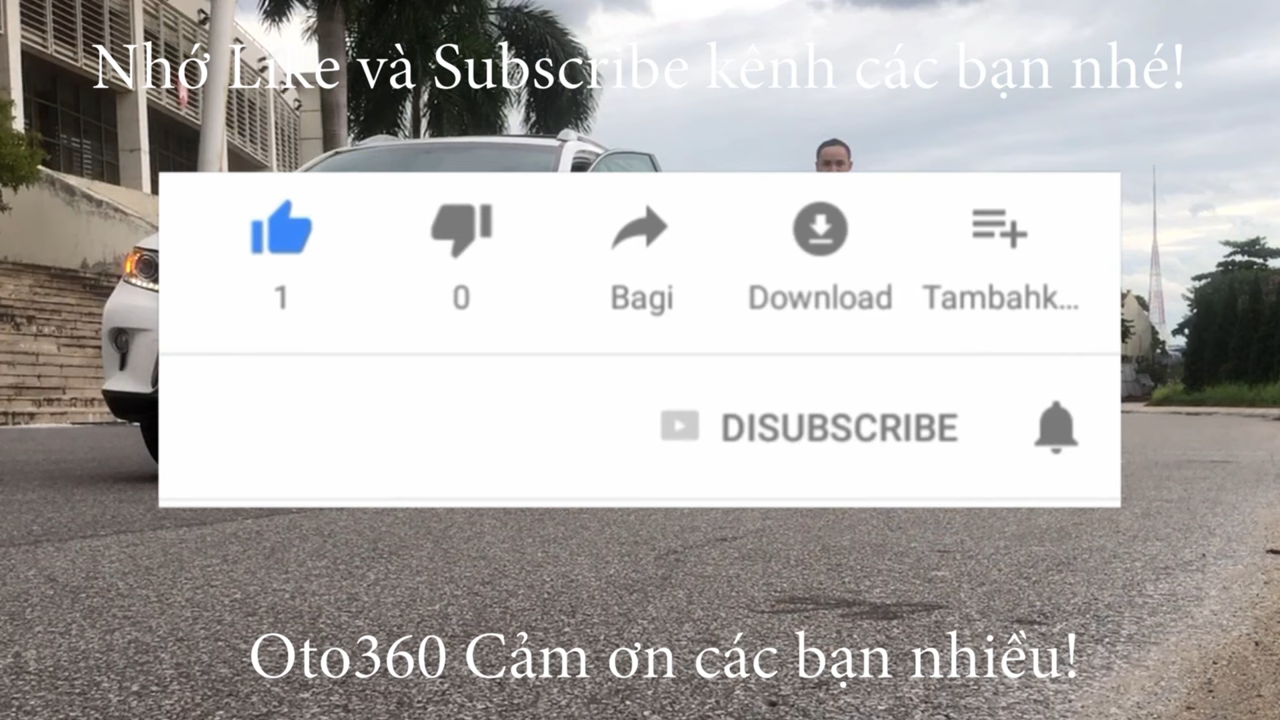 Nhớ Like và Subscribe kênh các bạn nhé!
1 0 Bagi Download Tambahk...
DISUBSCRIBE
Oto360 Cảm ơn các bạn nhiều!